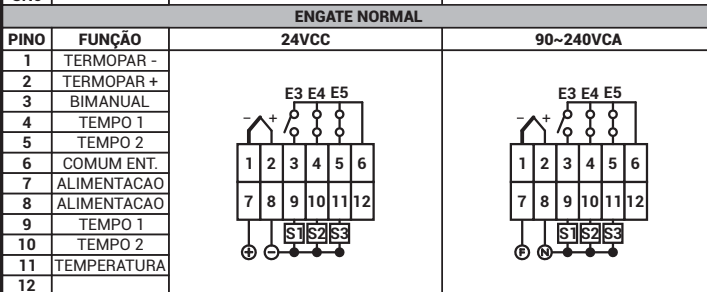 ENGATE NORMAL
PINO FUNÇÃO 24VCC 90~240VCA
1 TERMOPAR -
2 TERMOPAR +
3 BIMANUAL
4 TEMPO 1
5 TEMPO 2
6 COMUM ENT.
7 ALIMENTACAO
8 ALIMENTACAO
9 TEMPO 1
10 TEMPO 2
11 TEMPERATURA
12
E3 E4 E5
- +
1 2 3 4 5 6
7 8 9 10 11 12
S1 S2 S3
+ -
E3 E4 E5
- +
1 2 3 4 5 6
7 8 9 10 11 12
S1 S2 S3
F N